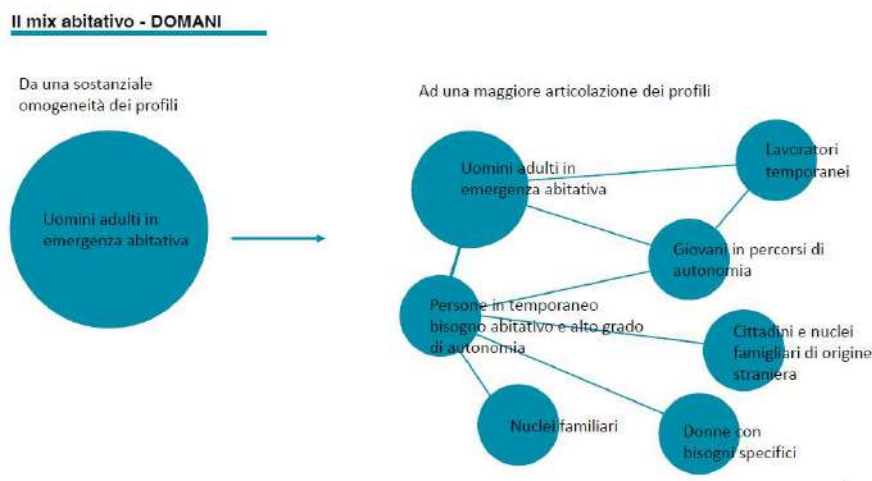 Il mix abitativo - DOMANI
Da una sostanziale
omogeneità dei profili
Uomini adulti in
emergenza abitativa
Ad una maggiore articolazione dei profili
Uomini adulti in
emergenza abitativa
Lavoratori
temporanei
Giovani in percorsi di
autonomia
Persone in temporaneo
bisogno abitativo e alto grado
di autonomia
Cittadini e nuclei
famigliari di origine
straniera
Nuclei familiari
Donne con
bisogni specifici